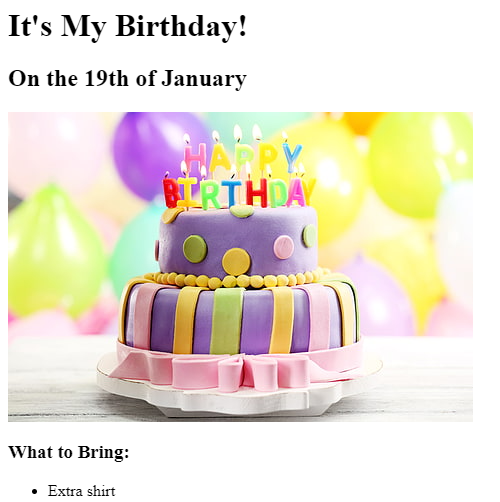 It's My Birthday!
On the 19th of January
HAPPY
BIRTHDAY
What to Bring:
Extra shirt